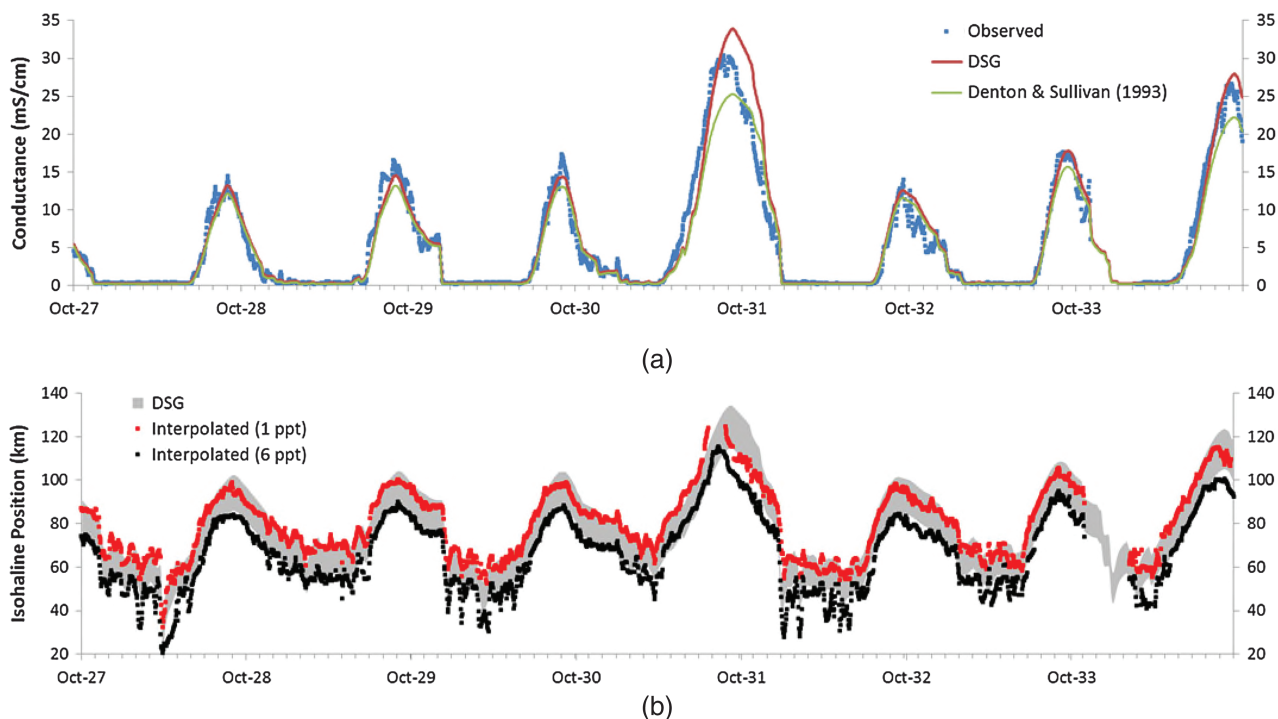 35
30
25
20
15
10
5
0
Conductance (mS/cm)
Observed
DSG
Denton & Sullivan (1993)
35
30
25
20
15
10
5
0
Oct-27 Oct-28 Oct-29 Oct-30 Oct-31 Oct-32 Oct-33
(a)
140
120
100
80
60
40
20
Isohaline Position (km)
DSG
Interpolated (1 ppt)
Interpolated (6 ppt)
140
120
100
80
60
40
20
Oct-27 Oct-28 Oct-29 Oct-30 Oct-31 Oct-32 Oct-33
(b)